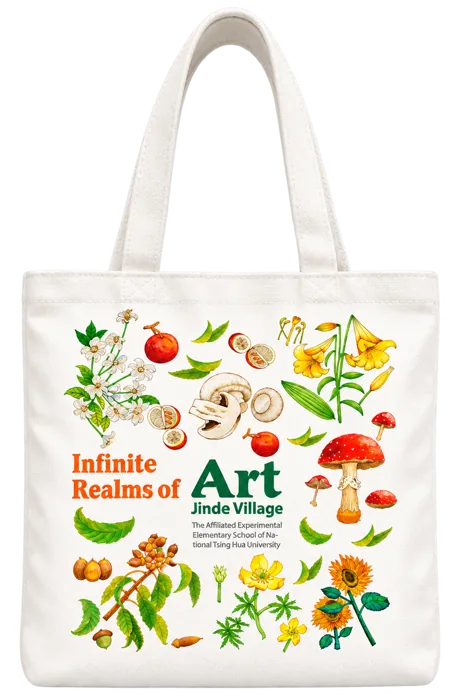 Infinite
Realms of Art
Jinde Village
The Affiliated Experimental
Elementary School of Na-
tional Tsing Hua University